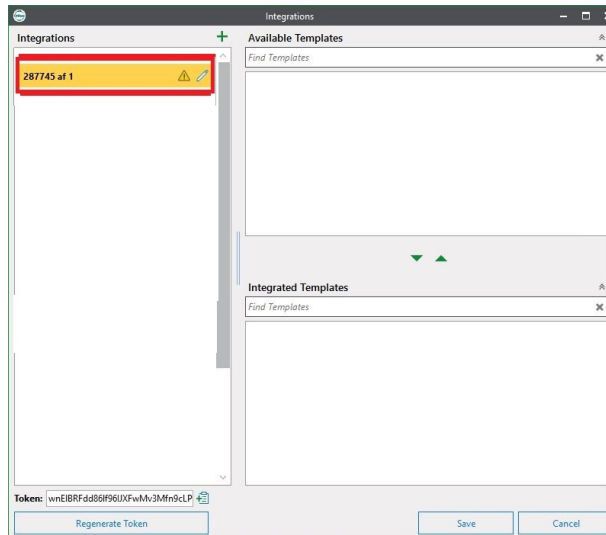 Integrations
Integrations
287745 af 1
Available Templates
Find Templates
Integrated Templates
Find Templates
Token:
Regenerate Token
Save
Cancel